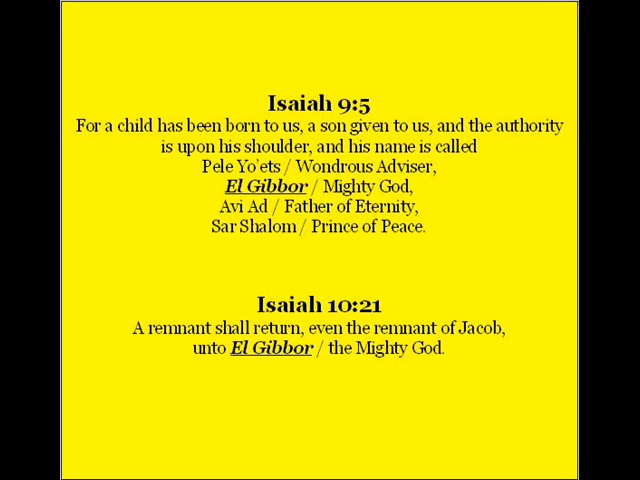 Isaiah 9:5
For a child has been born to us, a son given to us, and the authority
is upon his shoulder, and his name is called
Pele Yo'ets / Wondrous Adviser,
El Gibbor / Mighty God,
Avi Ad / Father of Eternity,
Sar Shalom / Prince of Peace.
Isaiah 10:21
A remnant shall return, even the remnant of Jacob,
unto El Gibbor / the Mighty God.